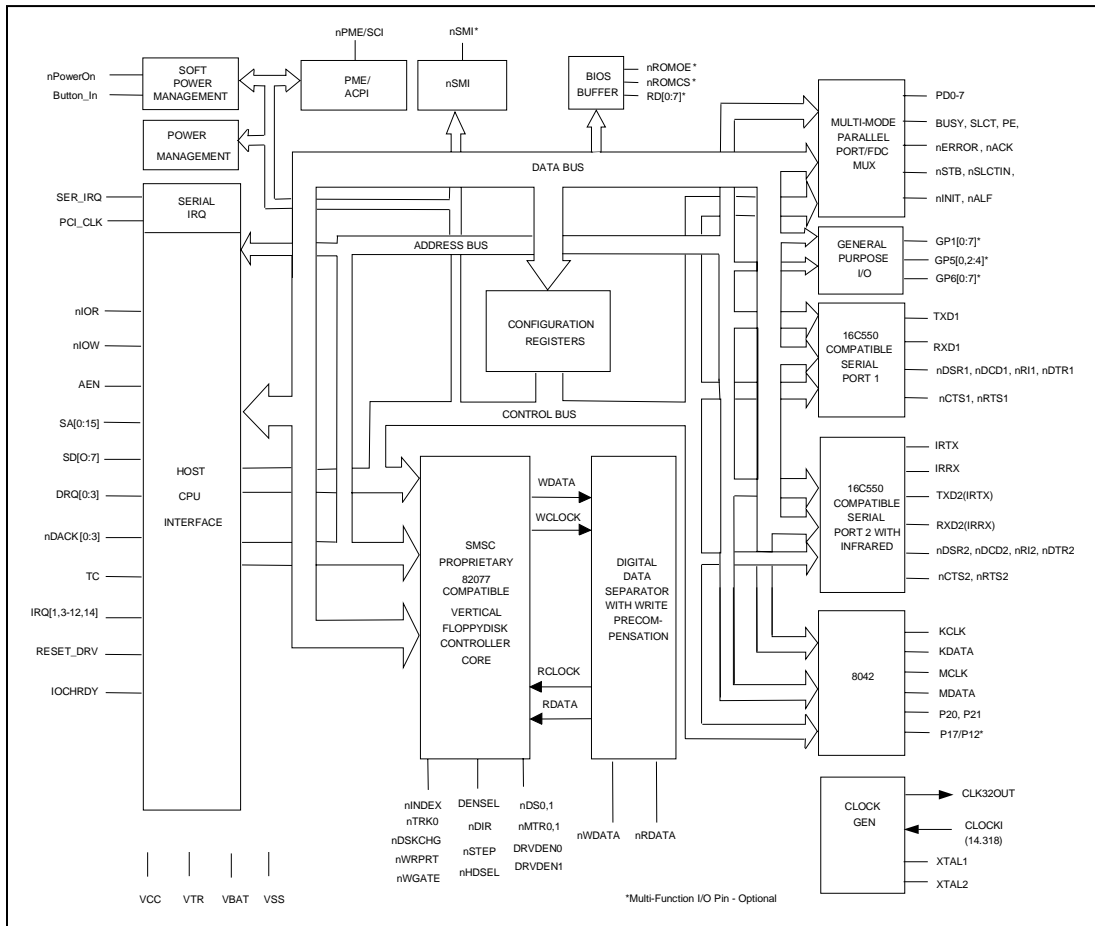 nPME/SCI
nSMI*
nPowerOn
Button_In
SOFT
POWER
MANAGEMENT
PME/
ACPI
nSMI
BIOS
BUFFER
nROMOE*
nROMCS*
RD[0:7]*
POWER
MANAGEMENT
MULTI-MODE
PARALLEL
PORT/FDC
MUX
PD0-7
BUSY, SLCT, PE,
nERROR, nACK
nSTB, nSLCTIN,
nINIT, nALF
DATA BUS
SER_IRQ
PCI_CLK
SERIAL
IRQ
ADDRESS BUS
GENERAL
PURPOSE
I/O
GP1[0:7]*
GP5[0,2:4]*
GP6[0:7]*
CONFIGURATION
REGISTERS
16C550
COMPATIBLE
SERIAL
PORT 1
TXD1
RXD1
nDSR1, nDCD1, nRI1, nDTR1
nCTS1, nRTS1
CONTROL BUS
nIOR
nIOW
AEN
SA[0:15]
SD[O:7]
DRQ[0:3]
nDACK[0:3]
TC
IRQ[1,3-12,14]
RESET_DRV
IOCHRDY
HOST
CPU
INTERFACE
SMSC
PROPRIETARY
82077
COMPATIBLE
VERTICAL
FLOPPYDISK
CONTROLLER
CORE
WDATA
WCLOCK
RCLOCK
RDATA
DIGITAL
DATA
SEPARATOR
WITH WRITE
PRECOM-
PENSATION
16C550
COMPATIBLE
SERIAL
PORT 2 WITH
INFRARED
IRTX
IRRX
TXD2(IRTX)
RXD2(IRRX)
nDSR2, nDCD2, nRI2, nDTR2
nCTS2, nRTS2
8042
KCLK
KDATA
MCLK
MDATA
P20, P21
P17/P12*
CLOCK
GEN
CLK32OUT
CLOCKI
(14.318)
XTAL1
XTAL2
nINDEX
nTRK0
nDSKCHG
nWRPRT
nWGATE
DENSEL
nDIR
nSTEP
nHDSEL
nDS0,1
nMTR0,1
DRVDEN0
DRVDEN1
nWDATA
nRDATA
VCC
VTR
VBAT
VSS
*Multi-Function I/O Pin - Optional